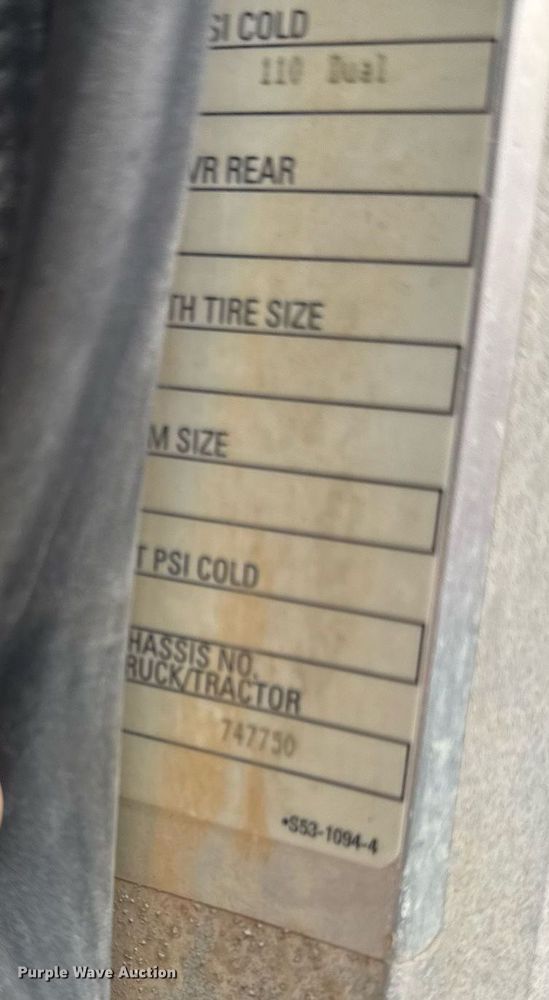 SI COLD
110 Dual
VR REAR
TH TIRE SIZE
M SIZE
T PSI COLD
HASSIS NO.
RUCK/TRACTOR
747750
•S53-1094-4
Purple Wave Auction